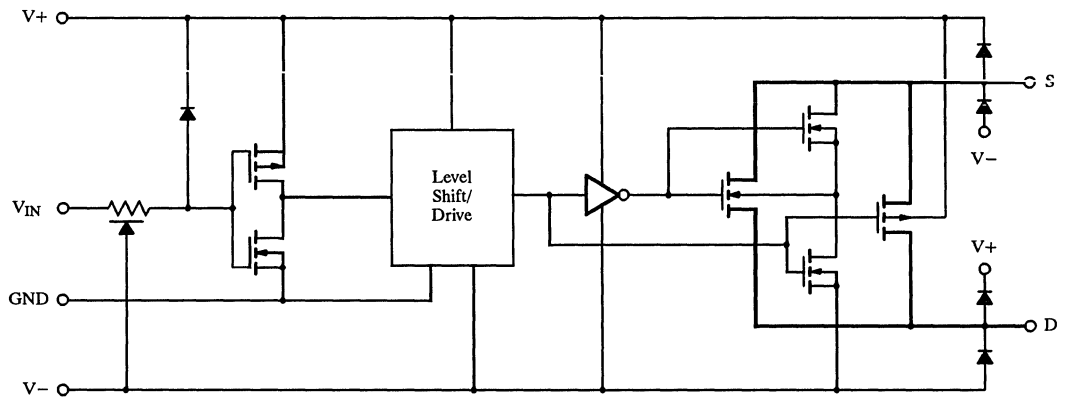 V+
S
V−
Level
Shift/
Drive
VIN
V+
GND
D
V−